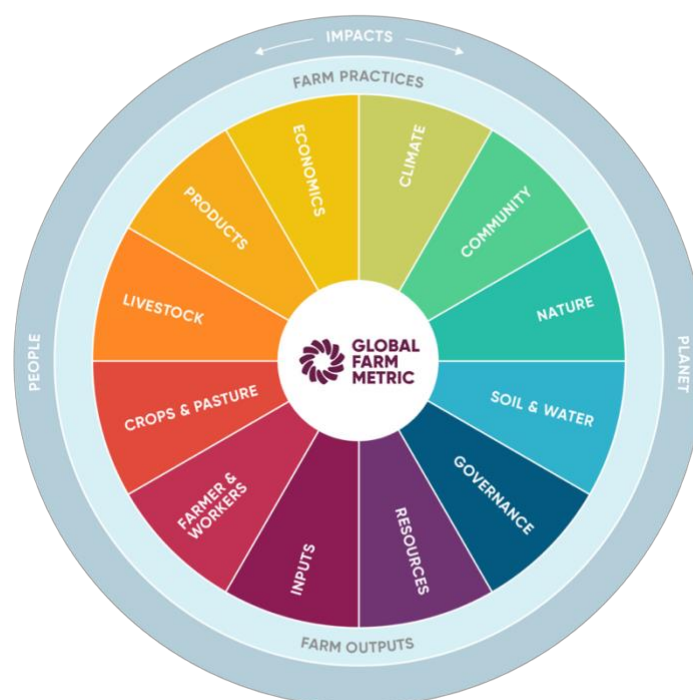 IMPACTS
FARM PRACTICES
ECONOMICS
CLIMATE
PRODUCTS
COMMUNITY
LIVESTOCK
NATURE
PEOPLE
GLOBAL
FARM
METRIC
PLANET
CROPS & PASTURE
SOIL & WATER
FARMER &
WORKERS
GOVERNANCE
INPUTS
RESOURCES
FARM OUTPUTS